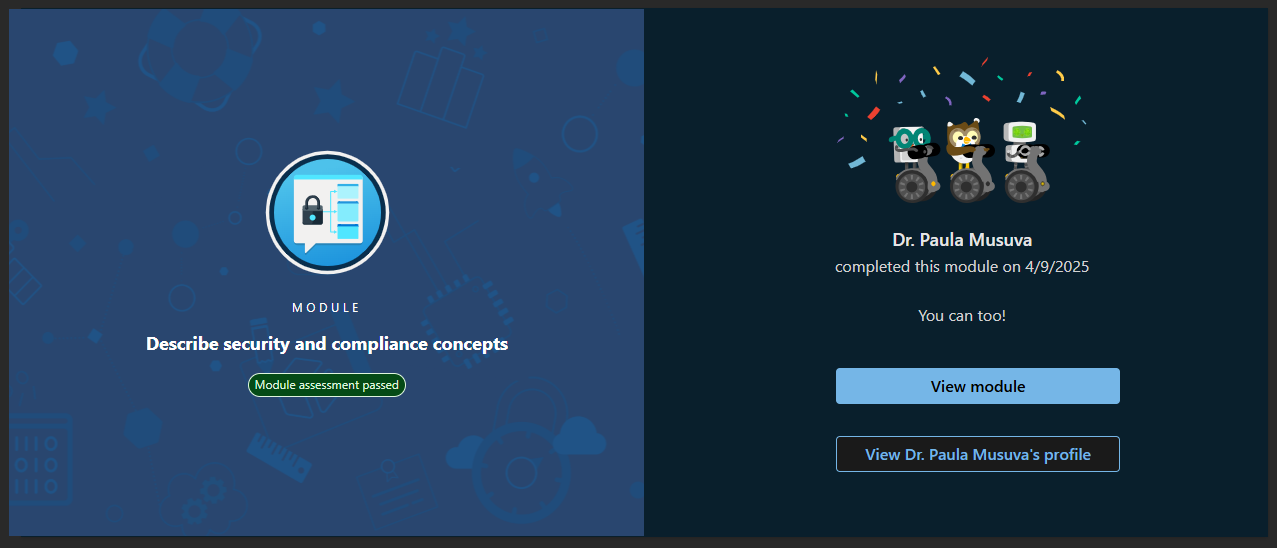 MODULE
Describe security and compliance concepts
Module assessment passed
Dr. Paula Musuva
completed this module on 4/9/2025
You can too!
View module
View Dr. Paula Musuva's profile